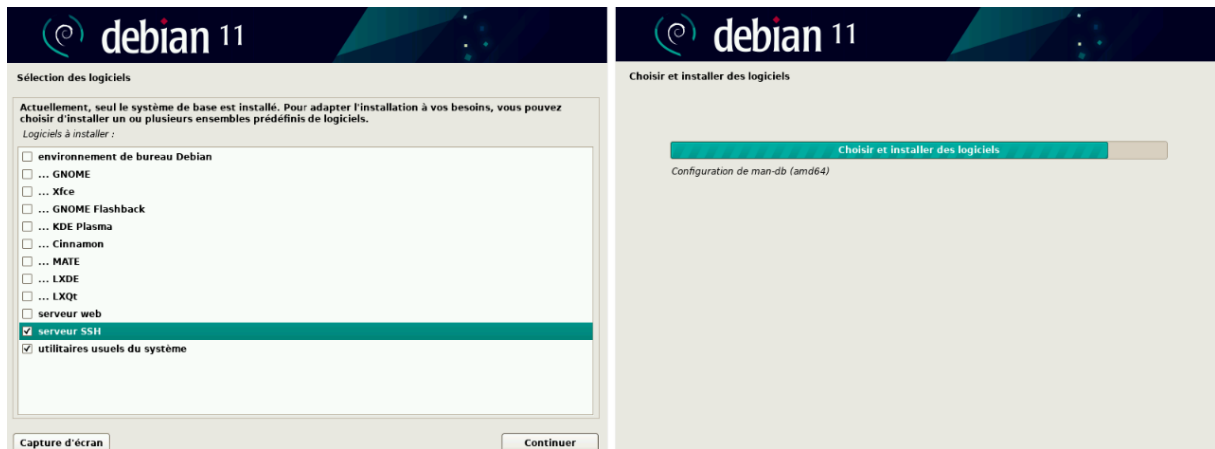 debian 11
Sélection des logiciels
Actuellement, seul le système de base est installé. Pour adapter l'installation à vos besoins, vous pouvez
choisir d'installer un ou plusieurs ensembles prédéfinis de logiciels.
Logiciels à installer :
environnement de bureau Debian
... GNOME
... Xfce
... GNOME Flashback
... KDE Plasma
... Cinnamon
... MATE
... LXDE
... LXQt
serveur web
serveur SSH
utilitaires usuels du système
Capture d'écran
Continuer
debian 11
Choisir et installer des logiciels
Choisir et installer des logiciels
Configuration de man-db (amd64)